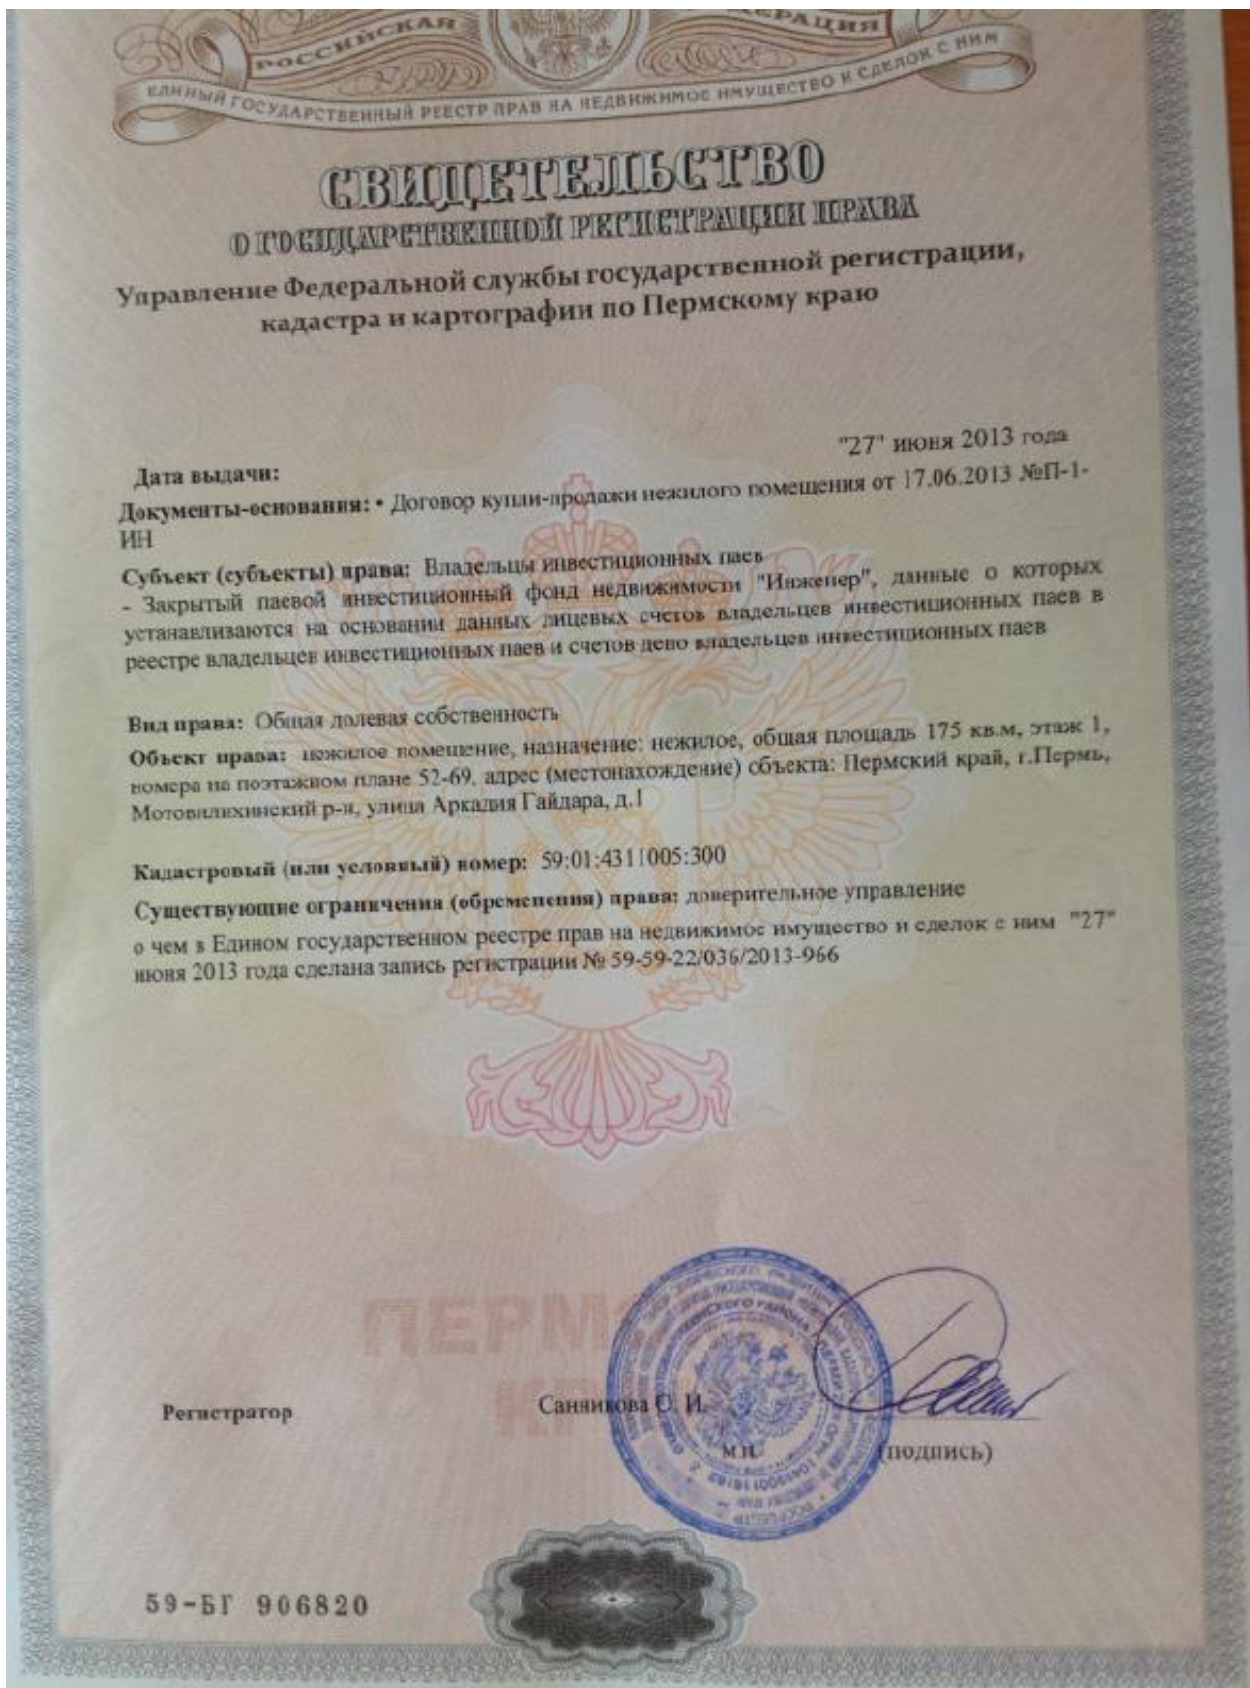 РОССИЙСКАЯ ФЕДЕРАЦИЯ
ЕДИНЫЙ ГОСУДАРСТВЕННЫЙ РЕЕСТР ПРАВ НА НЕДВИЖИМОЕ ИМУЩЕСТВО И СДЕЛОК С НИМ
СВИДЕТЕЛЬСТВО
О ГОСУДАРСТВЕННОЙ РЕГИСТРАЦИИ ПРАВА
Управление Федеральной службы государственной регистрации,
кадастра и картографии по Пермскому краю
"27" июня 2013 года
Дата выдачи:
Документы-основания: • Договор купли-продажи нежилого помещения от 17.06.2013 №П-1-
ИН
Субъект (субъекты) права: Владельцы инвестиционных паев
- Закрытый паевой инвестиционный фонд недвижимости "Инженер", данные о которых
устанавливаются на основании данных лицевых счетов владельцев инвестиционных паев в
реестре владельцев инвестиционных паев и счетов депо владельцев инвестиционных паев
Вид права: Общая долевая собственность
Объект права: нежилое помещение, назначение: нежилое, общая площадь 175 кв.м, этаж 1,
номера на поэтажном плане 52-69, адрес (местонахождение) объекта: Пермский край, г.Пермь,
Мотовилихинский р-н, улица Аркадия Гайдара, д.1
Кадастровый (или условный) номер: 59:01:4311005:300
Существующие ограничения (обременения) права: доверительное управление
о чем в Едином государственном реестре прав на недвижимое имущество и сделок с ним "27"
июня 2013 года сделана запись регистрации № 59-59-22/036/2013-966
ПЕРМ
КР
Регистратор
Санникова О. И.
М.П.
(подпись)
59-БГ 906820